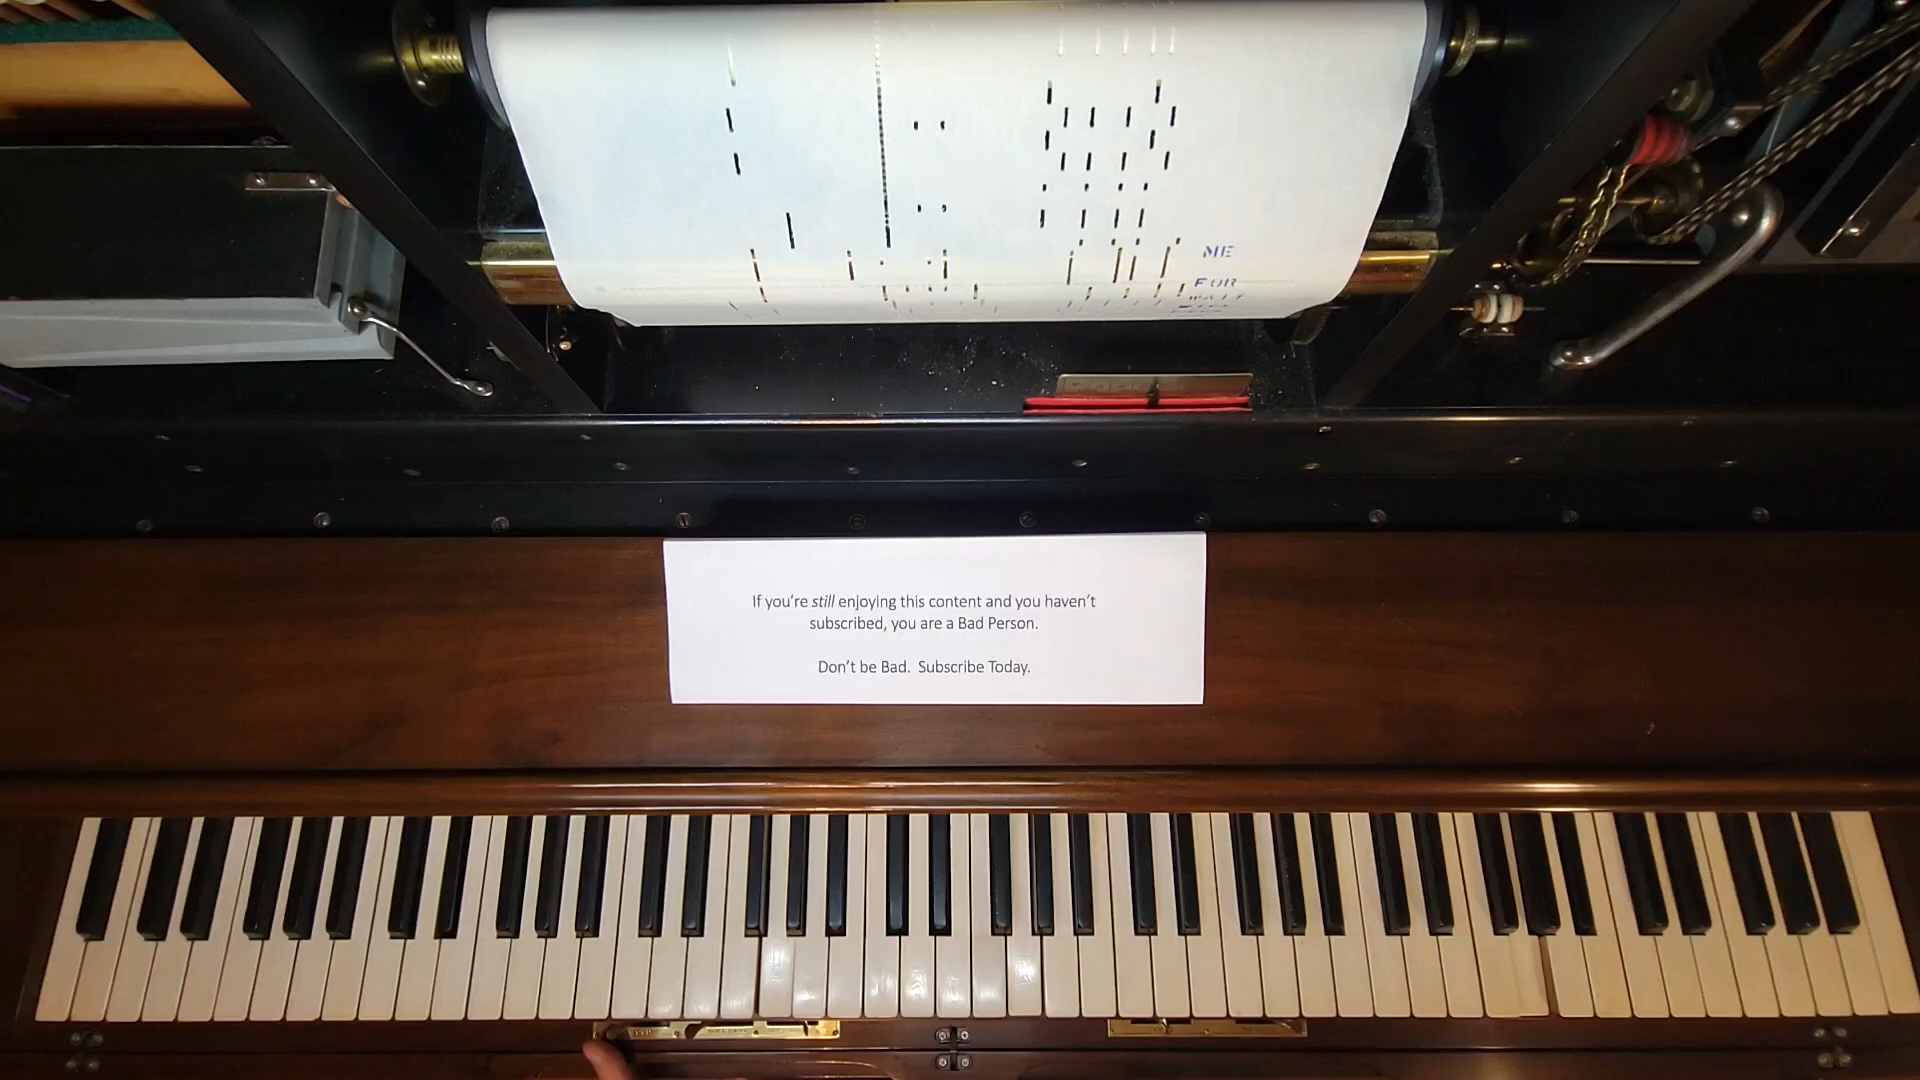 ME
FOR
WAIT
If you're still enjoying this content and you haven't
subscribed, you are a Bad Person.
Don't be Bad.  Subscribe Today.